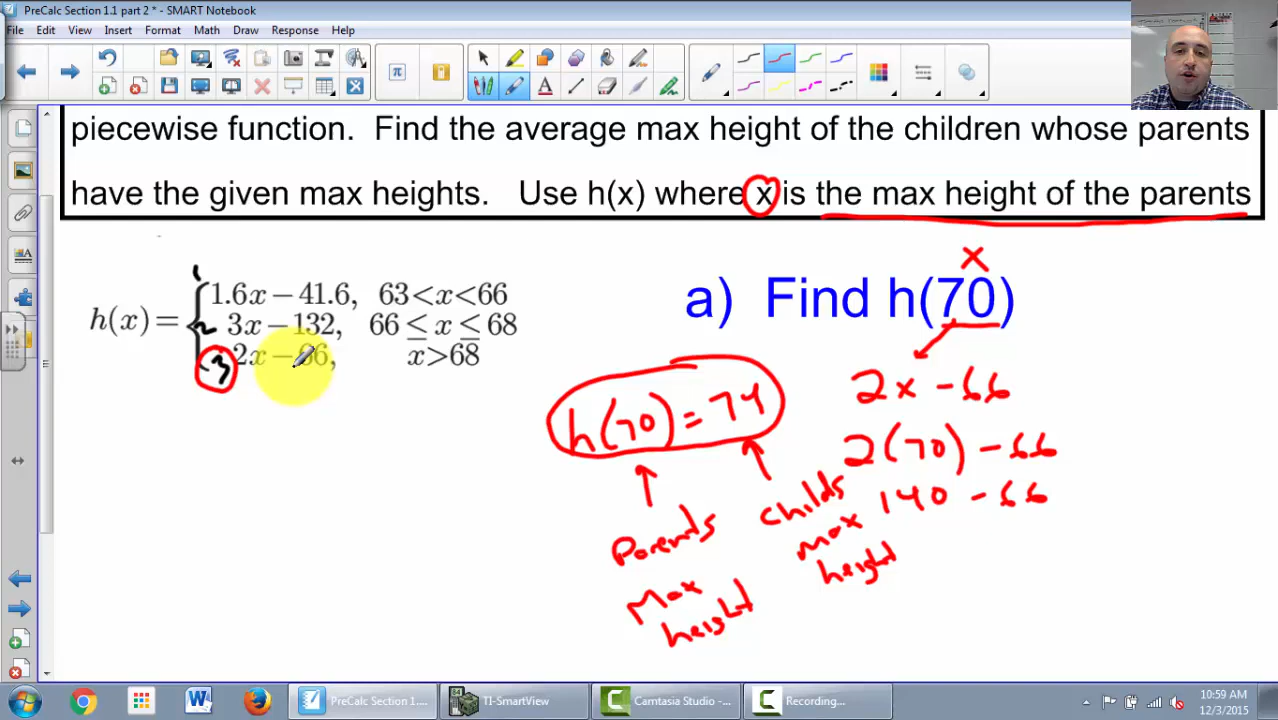 PreCalc Section 1.1 part 2 * - SMART Notebook
File Edit View Insert Format Math Draw Response Help
piecewise function. Find the average max height of the children whose parents
have the given max heights. Use h(x) where x is the max height of the parents
x
a) Find h(70)
1
1.6x − 41.6, 63<x<66
h(x) = { 2 3x − 132, 66 ≤ x ≤ 68
3 2x − 66, x>68
2x - 66
h(70) = 74
2(70) - 66
140 - 66
Parents
Max
height
Childs
max
height
PreCalc Section 1....
TI-SmartView
Camtasia Studio -...
Recording...
10:59 AM
12/3/2015